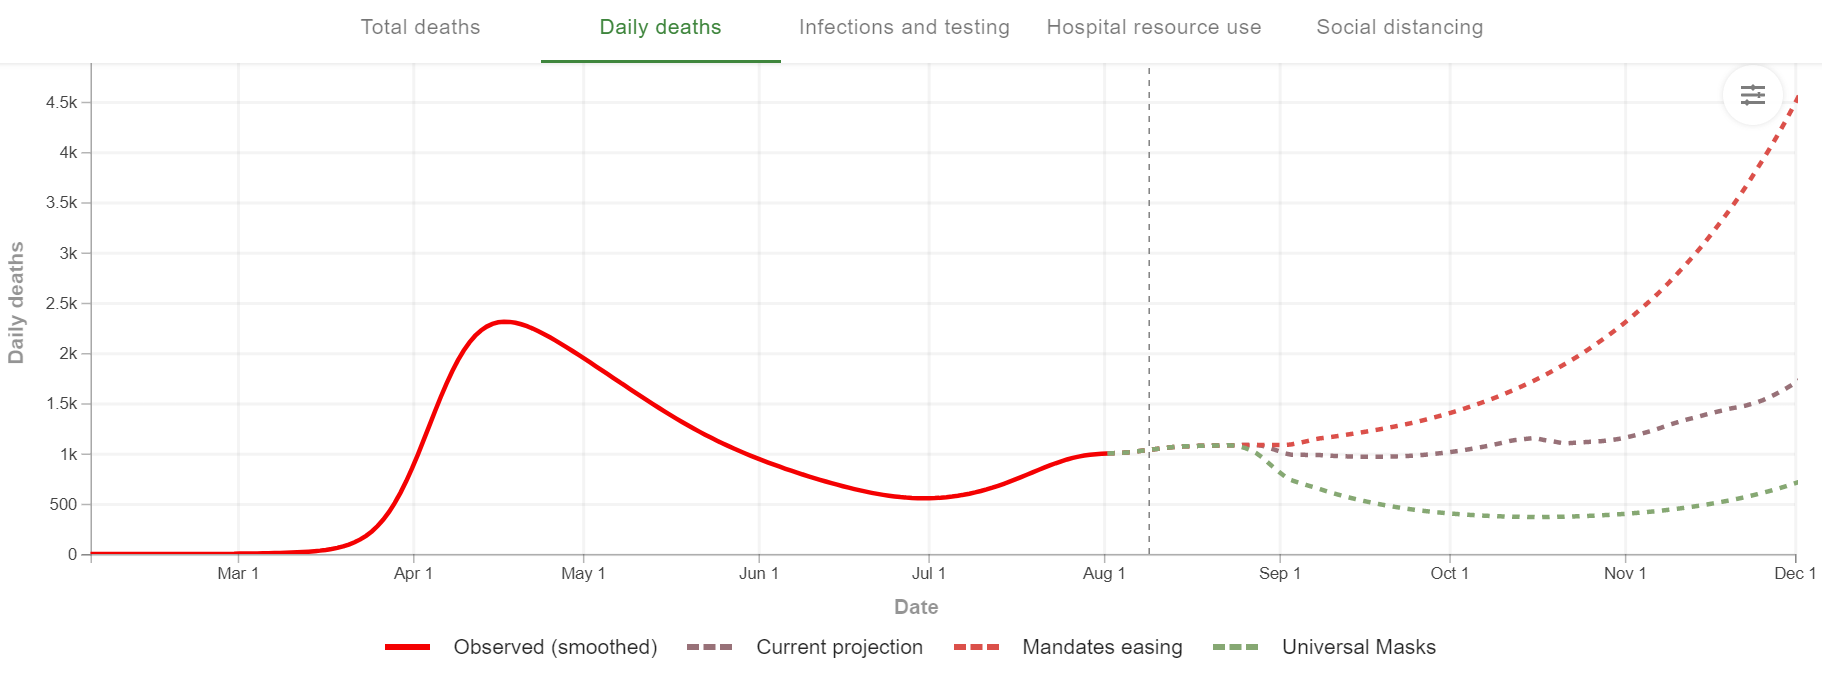 Total deaths Daily deaths Infections and testing Hospital resource use Social distancing
4.5k
4k
3.5k
3k
2.5k
2k
1.5k
1k
500
0
Daily deaths
Mar 1 Apr 1 May 1 Jun 1 Jul 1 Aug 1 Sep 1 Oct 1 Nov 1 Dec 1
Date
Observed (smoothed) Current projection Mandates easing Universal Masks